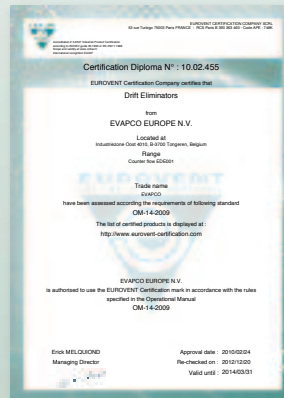 EUROVENT CERTIFICATION COMPANY SCRL
Certification Diploma N° : 10.02.455
EUROVENT Certification Company certifies that
Drift Eliminators
from
EVAPCO EUROPE N.V.
Located at
Industriezone Oost 4010, B-3700 Tongeren, Belgium
Range
Counter flow EDE001
EUROVENT
Trade name
EVAPCO
have been assessed according the requirements of following standard
OM-14-2009
The list of certified products is displayed at :
http://www.eurovent-certification.com
EVAPCO EUROPE N.V.
is authorised to use the EUROVENT Certification mark in accordance with the rules
specified in the Operational Manual
OM-14-2009
Erick MELQUIOND
Managing Director
Approval date : 2010/02/24
Re-checked on : 2012/12/20
Valid until : 2014/03/31